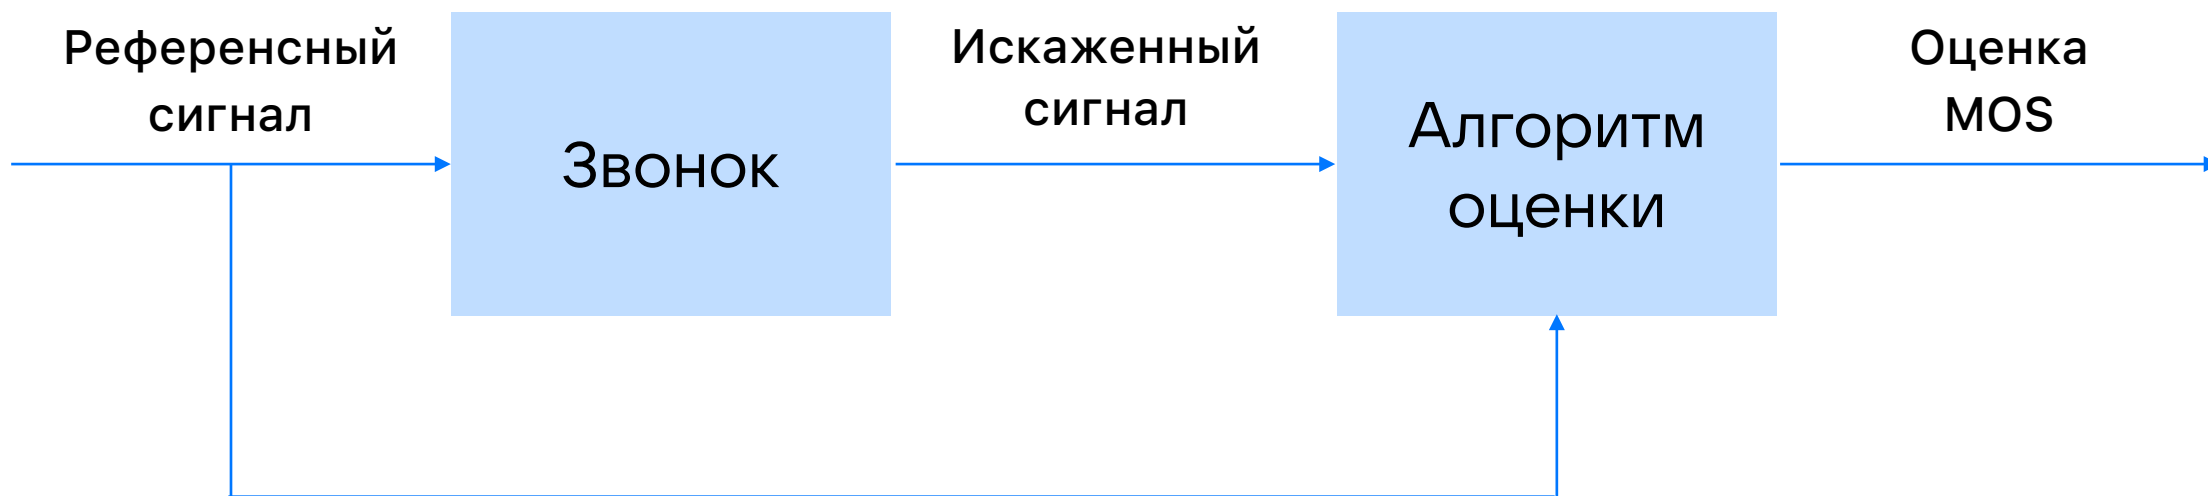 Референсный
сигнал
Звонок
Искаженный
сигнал
Алгоритм
оценки
Оценка
MOS